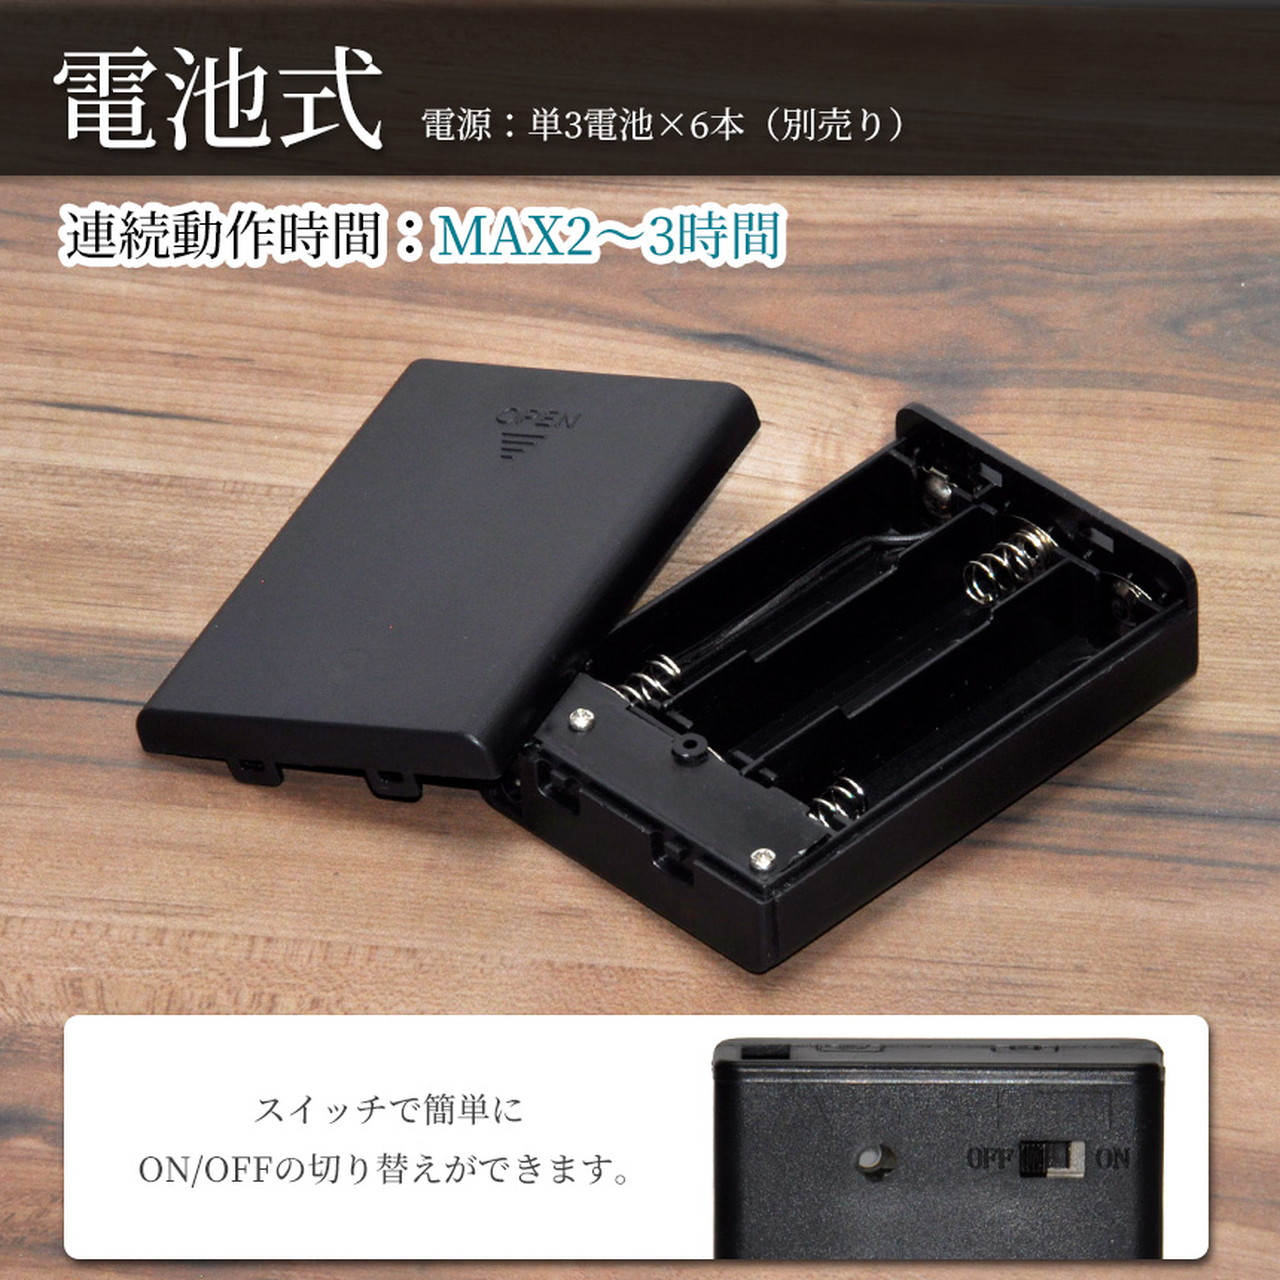 電池式
電源：単3電池×6本（別売り）
連続動作時間：MAX2～3時間
OPEN
スイッチで簡単に
ON/OFFの切り替えができます。
OFF ON